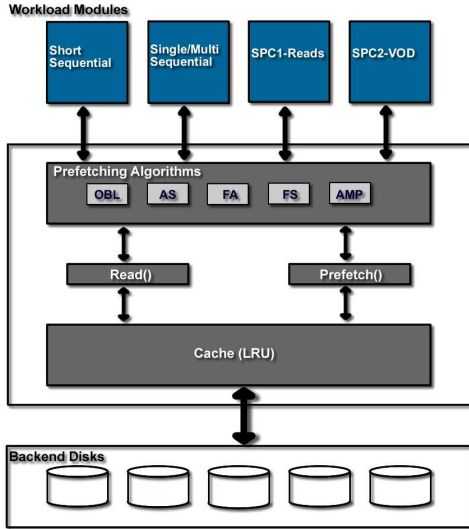 Workload Modules
Short
Sequential
Single/Multi
Sequential
SPC1-Reads
SPC2-VOD
Prefetching Algorithms
OBL
AS
FA
FS
AMP
Read()
Prefetch()
Cache (LRU)
Backend Disks